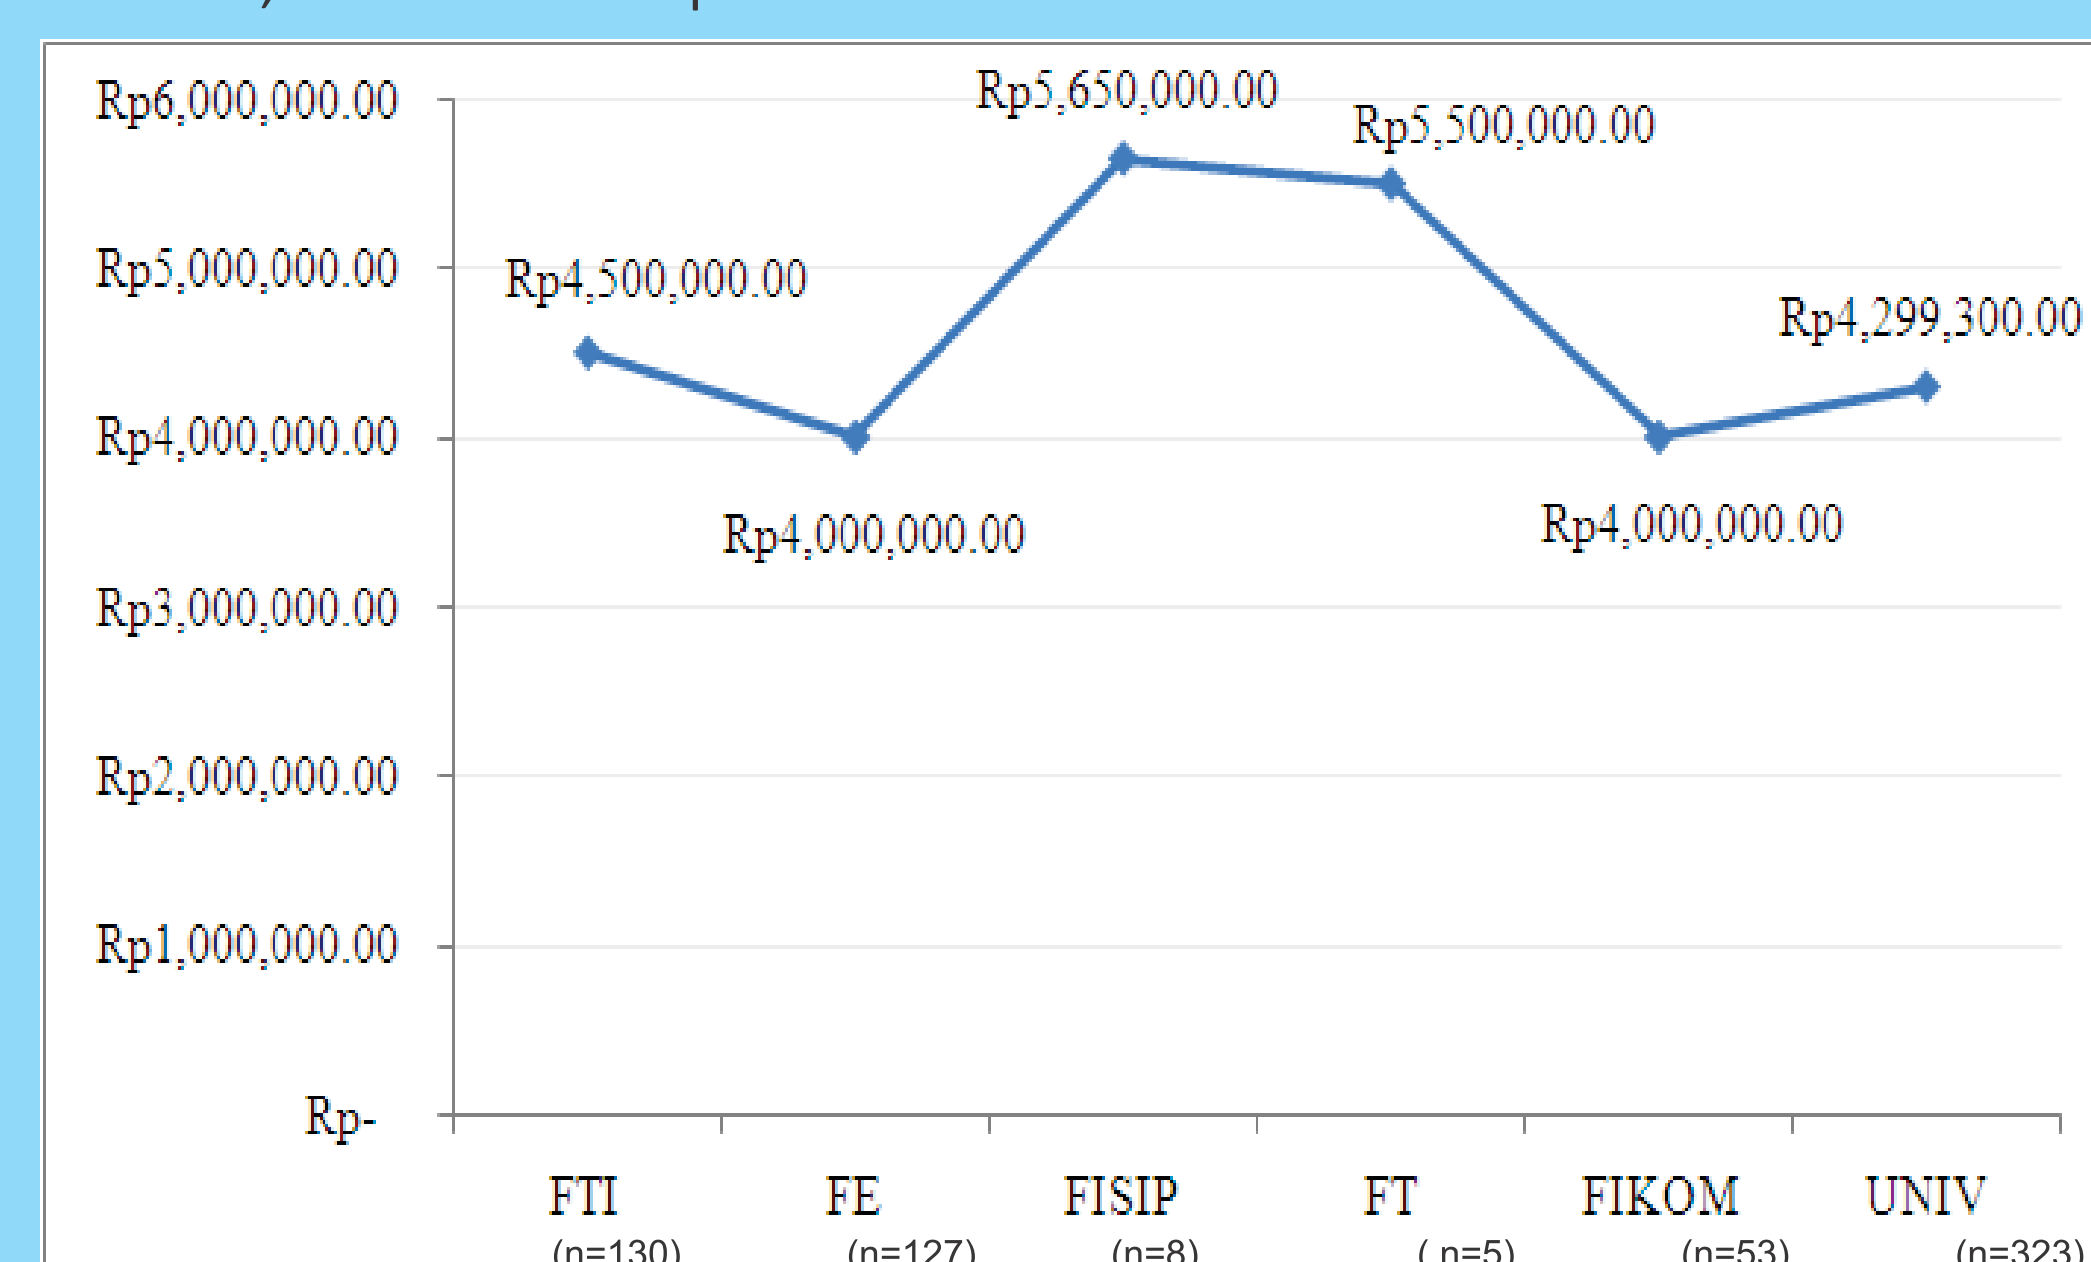 Rp5,650,000.00
Rp6,000,000.00
Rp5,500,000.00
Rp5,000,000.00
Rp4,500,000.00
Rp4,299,300.00
Rp4,000,000.00
Rp4,000,000.00
Rp4,000,000.00
Rp3,000,000.00
Rp2,000,000.00
Rp1,000,000.00
Rp-
FTI FE FISIP FT FIKOM UNIV
(n=130) (n=127) (n=8) ( n=5) (n=53) (n=323)